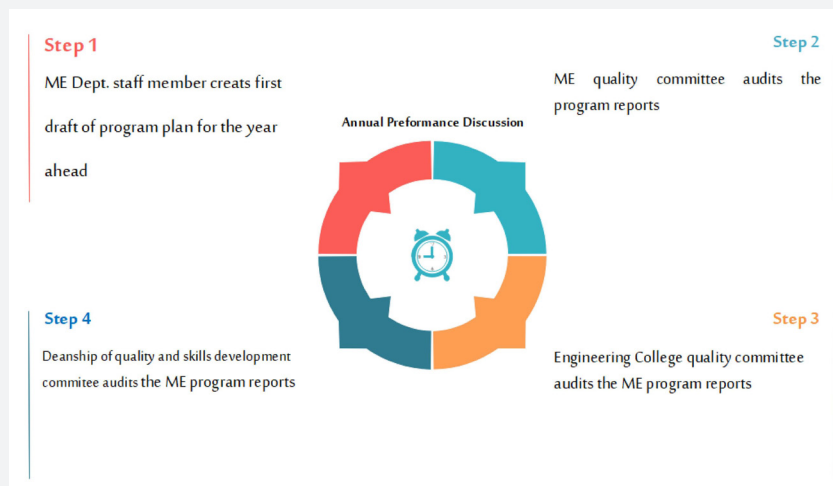 Step 1
ME Dept. staff member creats first
draft of program plan for the year
ahead
Step 2
ME quality committee audits the
program reports
Annual Preformance Discussion
Step 4
Deanship of quality and skills development
commitee audits the ME program reports
Step 3
Engineering College quality committee
audits the ME program reports